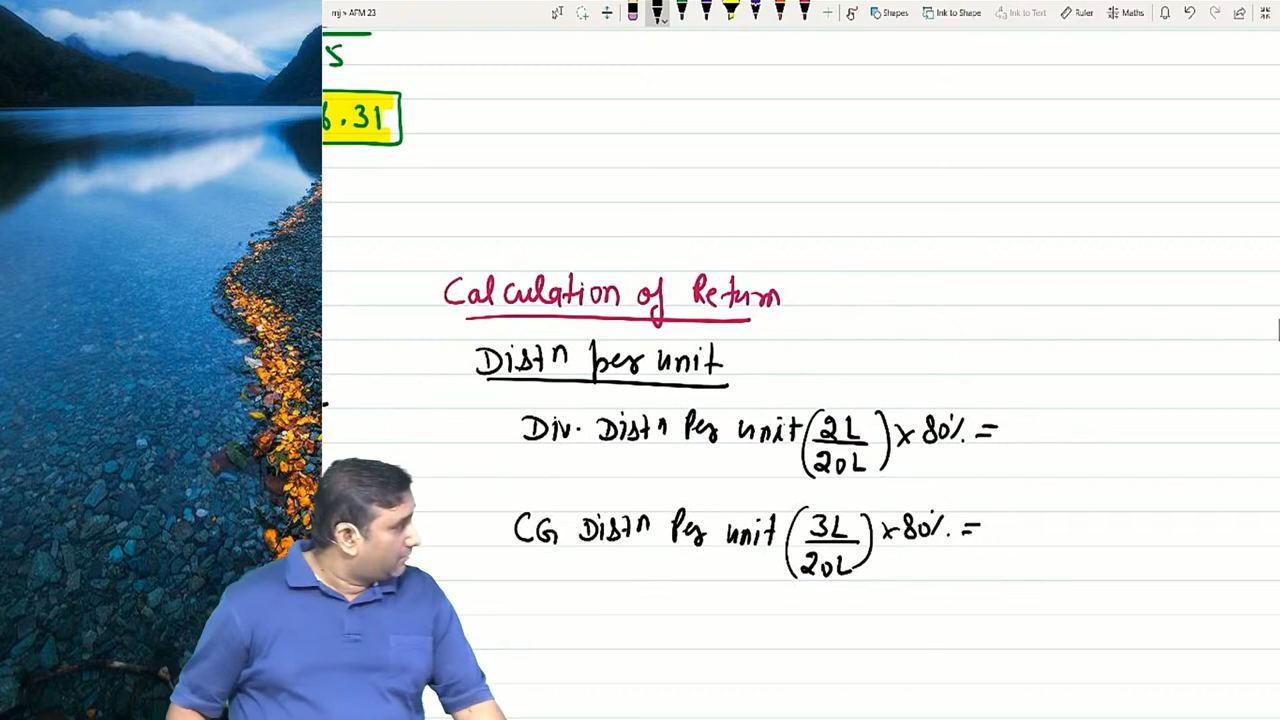 mj » AFM 23
Shapes
Ink to Shape
Ink to Text
Ruler
Maths
5
.31
Calculation of Return
Distn per unit
Div. Distn Per unit (2L/20L) × 80% =
CG Distn Per unit (3L/20L) × 80% =